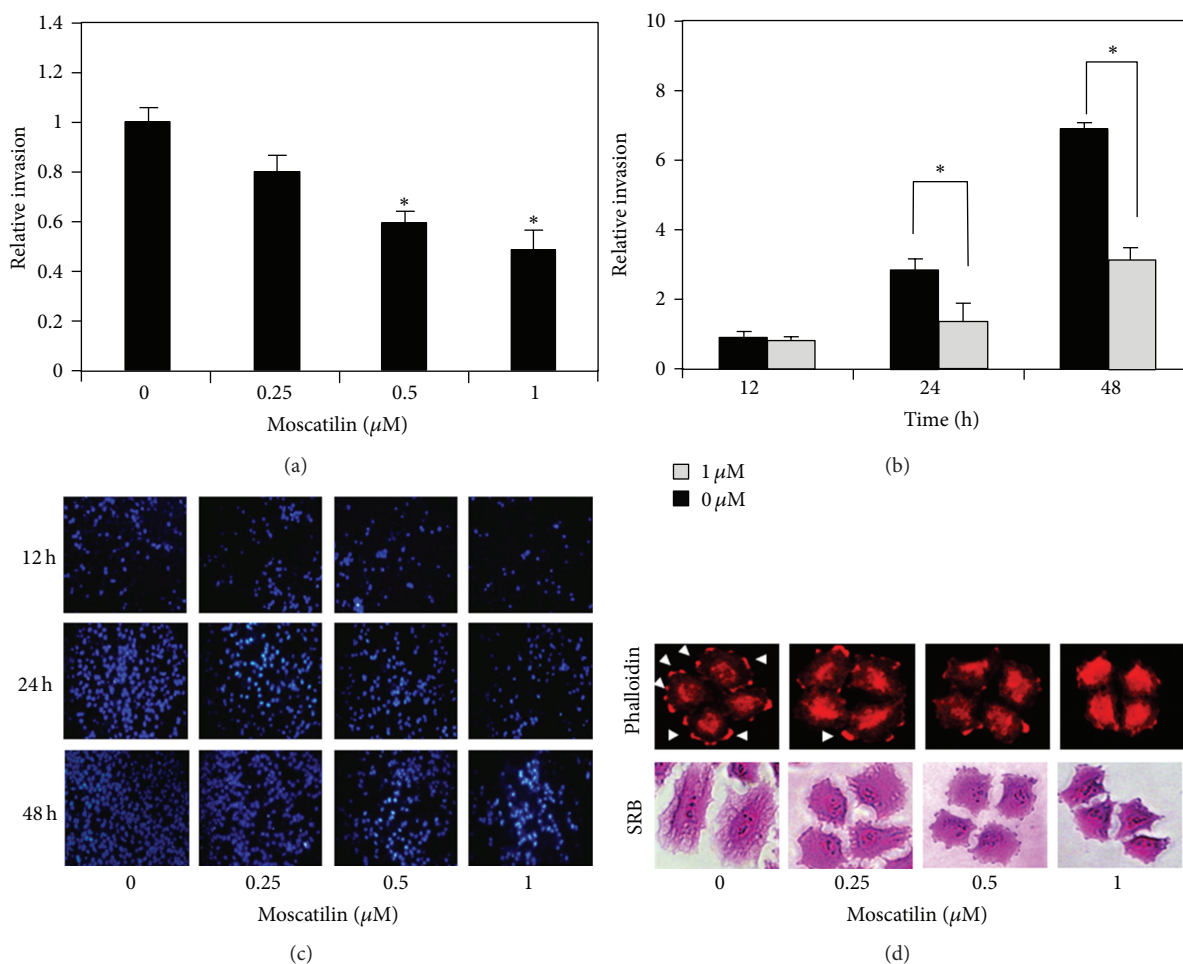 1.4
1.2
1
0.8
0.6
0.4
0.2
0
Relative invasion
*
*
0 0.25 0.5 1
Moscatilin (μM)
(a)
10
8
6
4
2
0
Relative invasion
*
*
12 24 48
Time (h)
(b)
1 μM
0 μM
12 h
24 h
48 h
0 0.25 0.5 1
Moscatilin (μM)
(c)
Phalloidin
SRB
0 0.25 0.5 1
Moscatilin (μM)
(d)